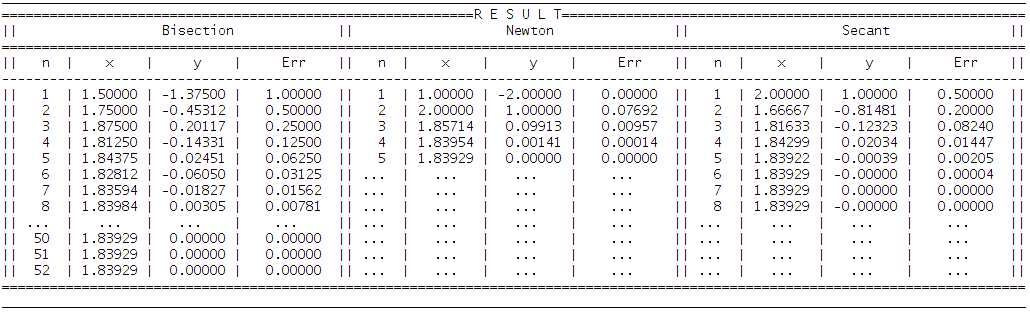 R E S U L T
|| Bisection || Newton || Secant ||
|| n | x | y | Err || n | x | y | Err || n | x | y | Err ||
|| 1 | 1.50000 | -1.37500 | 1.00000 || 1 | 1.00000 | -2.00000 | 0.00000 || 1 | 2.00000 | 1.00000 | 0.50000 ||
|| 2 | 1.75000 | -0.45312 | 0.50000 || 2 | 2.00000 | 1.00000 | 0.07692 || 2 | 1.66667 | -0.81481 | 0.20000 ||
|| 3 | 1.87500 | 0.20117 | 0.25000 || 3 | 1.85714 | 0.09913 | 0.00957 || 3 | 1.81633 | -0.12323 | 0.08240 ||
|| 4 | 1.81250 | -0.14331 | 0.12500 || 4 | 1.83954 | 0.00141 | 0.00014 || 4 | 1.84299 | 0.02034 | 0.01447 ||
|| 5 | 1.84375 | 0.02451 | 0.06250 || 5 | 1.83929 | 0.00000 | 0.00000 || 5 | 1.83922 | -0.00039 | 0.00205 ||
|| 6 | 1.82812 | -0.06050 | 0.03125 || ... | ... | ... | ... || 6 | 1.83929 | -0.00000 | 0.00004 ||
|| 7 | 1.83594 | -0.01827 | 0.01562 || ... | ... | ... | ... || 7 | 1.83929 | 0.00000 | 0.00000 ||
|| 8 | 1.83984 | 0.00305 | 0.00781 || ... | ... | ... | ... || 8 | 1.83929 | -0.00000 | 0.00000 ||
|| ... | ... | ... | ... || ... | ... | ... | ... || ... | ... | ... | ... ||
|| 50 | 1.83929 | 0.00000 | 0.00000 || ... | ... | ... | ... || ... | ... | ... | ... ||
|| 51 | 1.83929 | 0.00000 | 0.00000 || ... | ... | ... | ... || ... | ... | ... | ... ||
|| 52 | 1.83929 | 0.00000 | 0.00000 || ... | ... | ... | ... || ... | ... | ... | ... ||